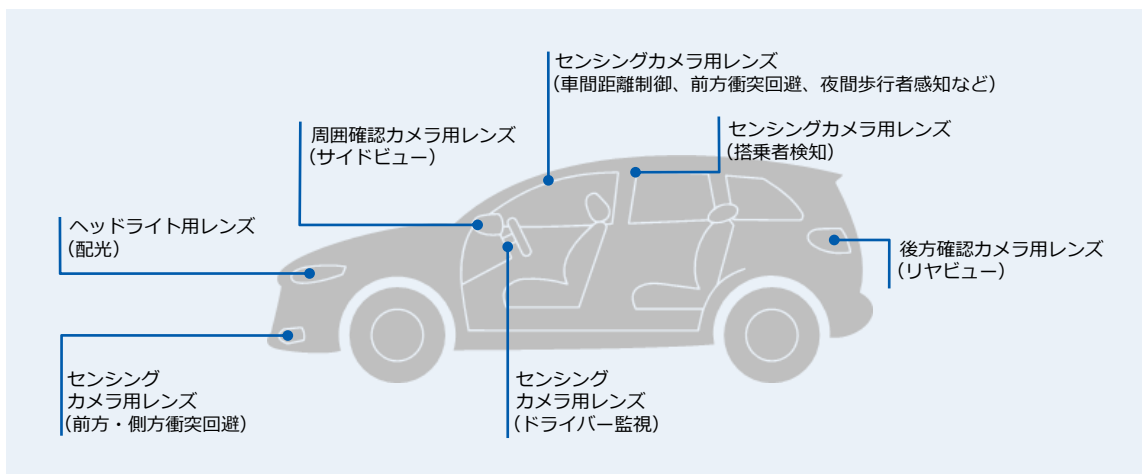 センシングカメラ用レンズ
(車間距離制御、前方衝突回避、夜間歩行者感知など)
周囲確認カメラ用レンズ
(サイドビュー)
センシングカメラ用レンズ
(搭乗者検知)
ヘッドライト用レンズ
(配光)
後方確認カメラ用レンズ
(リヤビュー)
センシング
カメラ用レンズ
(前方・側方衝突回避)
センシング
カメラ用レンズ
(ドライバー監視)